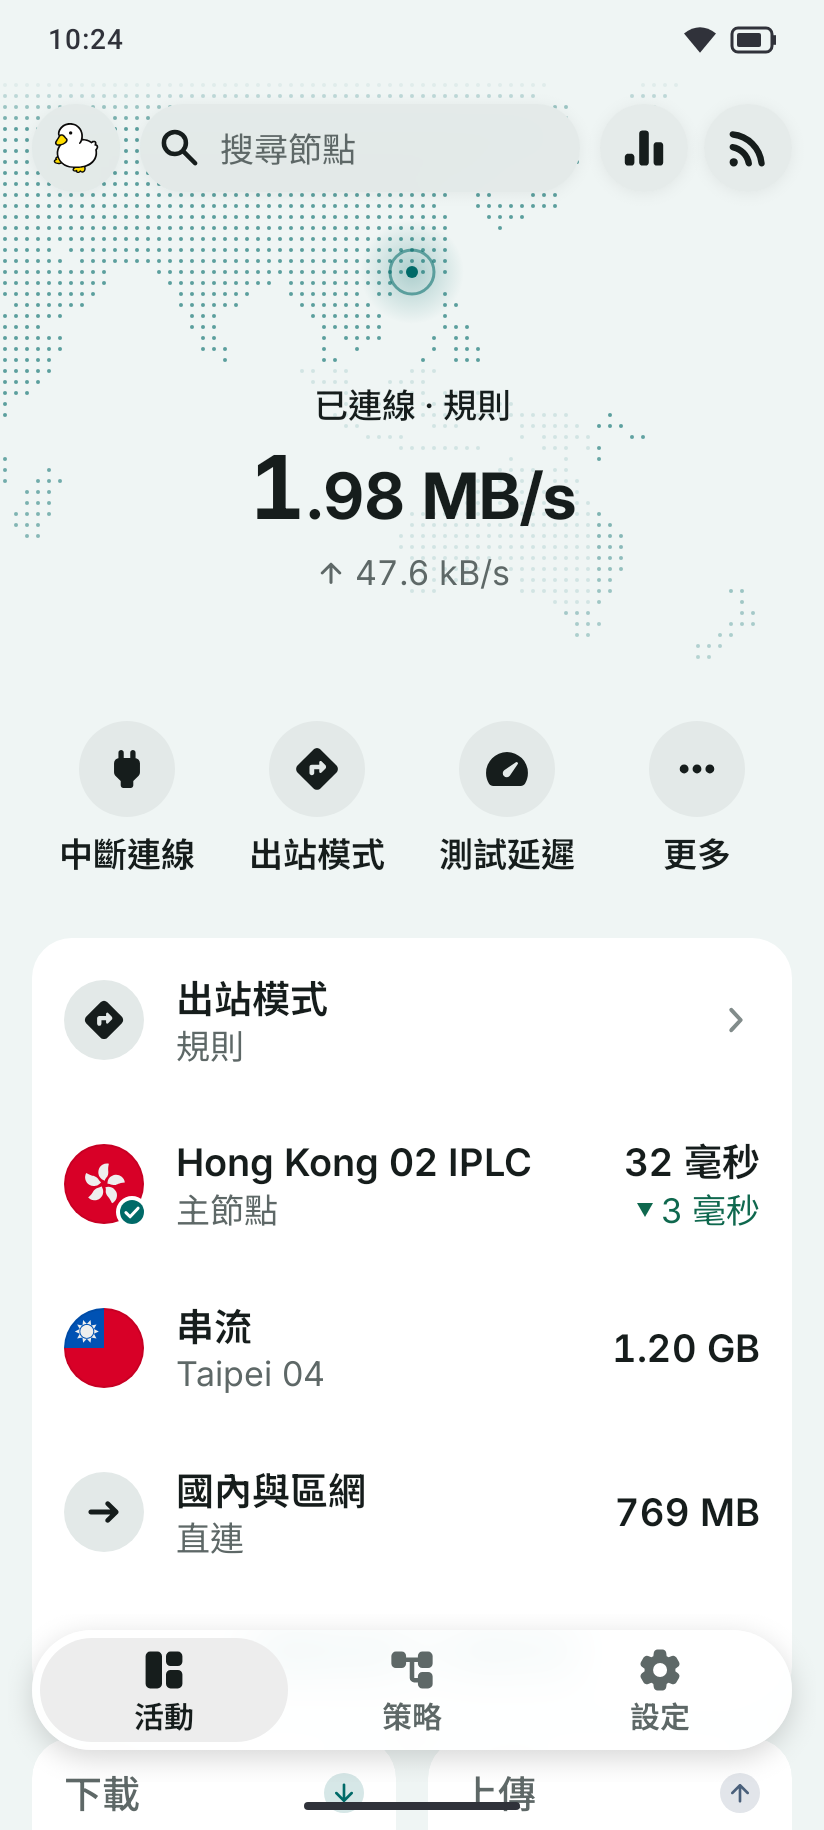 10:24
搜尋節點
已連線 · 規則
1.98 MB/s
↑ 47.6 kB/s
中斷連線
出站模式
測試延遲
更多
出站模式
規則
Hong Kong 02 IPLC
32 毫秒
主節點
▼3 毫秒
串流
1.20 GB
Taipei 04
國內與區網
769 MB
直連
活動
策略
設定
下載
上傳